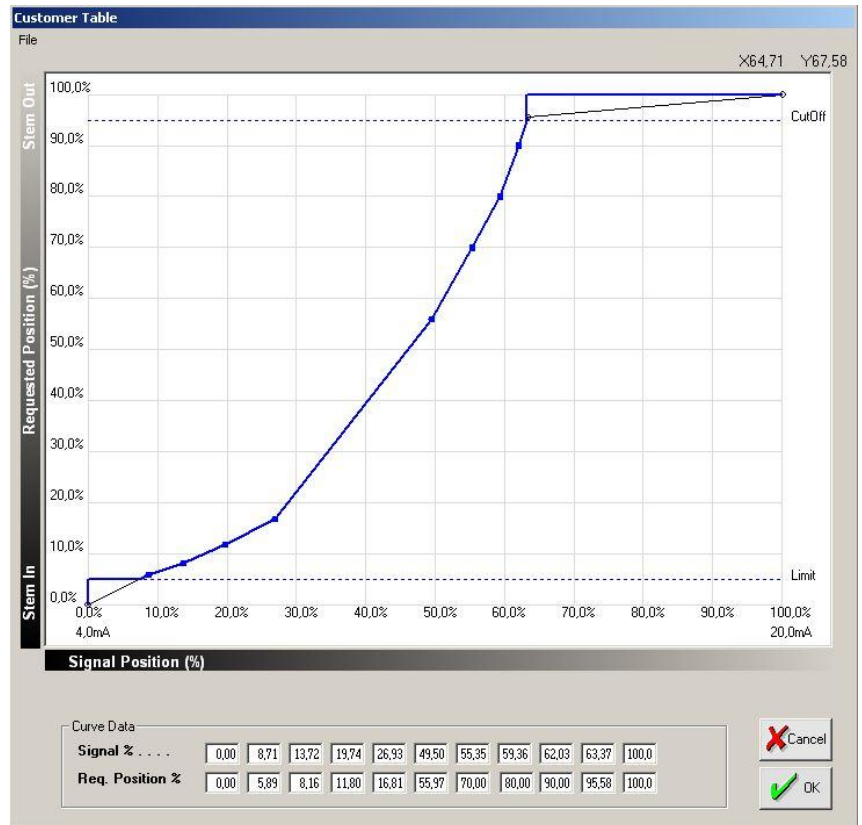 Customer Table
File
X64,71 Y67,58
Stem Out
Requested Position (%)
Stem In
100,0%
CutOff
90,0%
80,0%
70,0%
60,0%
50,0%
40,0%
30,0%
20,0%
10,0%
Limit
0,0%
0,0% 10,0% 20,0% 30,0% 40,0% 50,0% 60,0% 70,0% 80,0% 90,0% 100,0%
4,0mA 20,0mA
Signal Position (%)
Curve Data
Signal % . . . . 0,00 8,71 13,72 19,74 26,93 49,50 55,35 59,36 62,03 63,37 100,0
Req. Position % 0,00 5,89 8,16 11,80 16,81 55,97 70,00 80,00 90,00 95,58 100,0
Cancel
OK